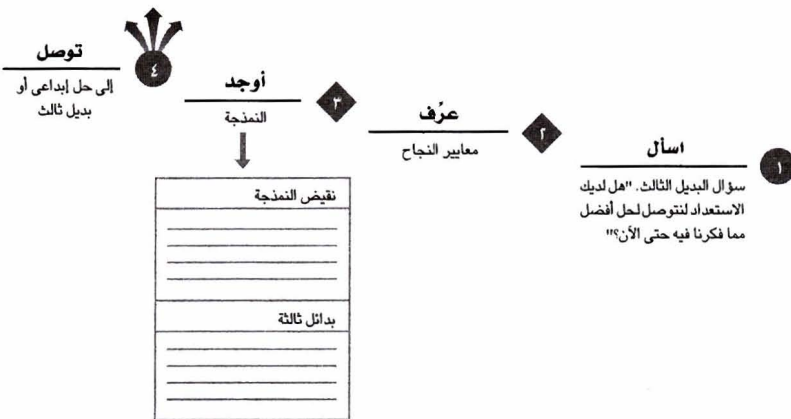 ١
اسأل
سؤال البديل الثالث. "هل لديك
الاستعداد لنتوصل لحل أفضل
مما فكرنا فيه حتى الآن؟"
٢
عرِّف
معايير النجاح
٣
أوجد
النمذجة
نقيض النمذجة
بدائل ثالثة
٤
توصل
إلى حل إبداعى أو
بديل ثالث